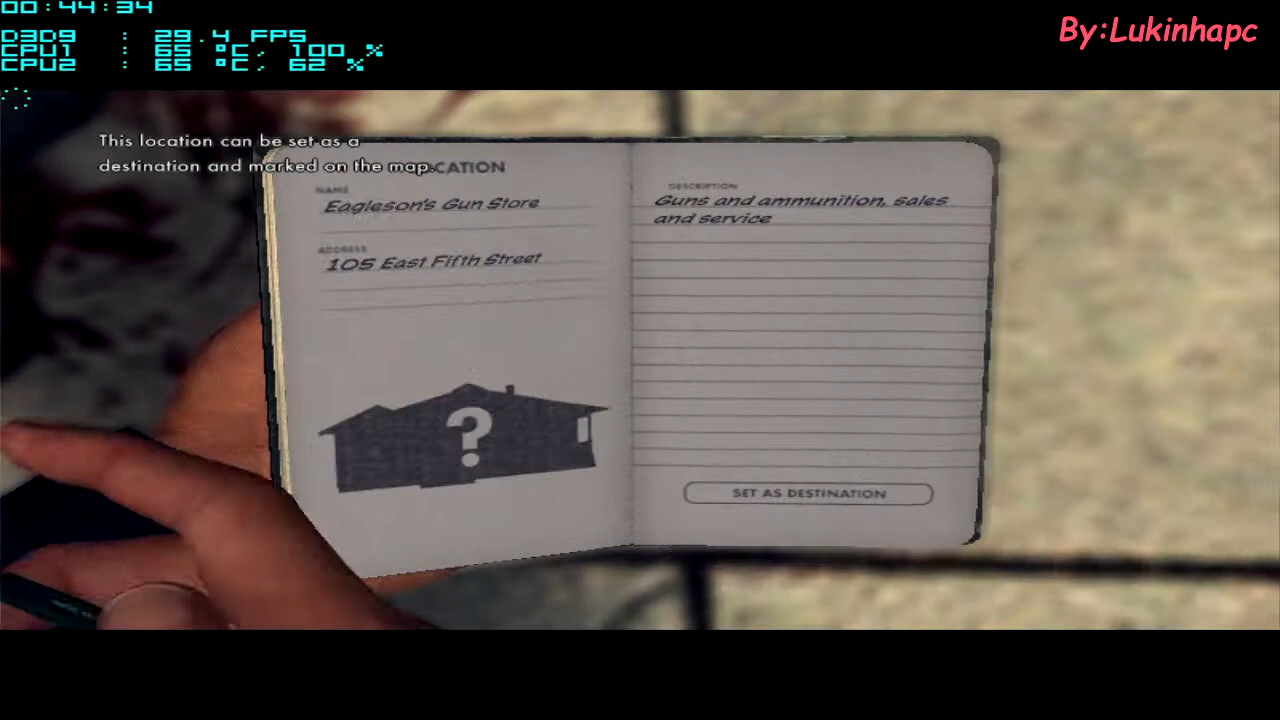 00:44:34
By:Lukinhapc
D3D9 : 29.4 FPS
CPU1 : 65 °C, 100 %
CPU2 : 65 °C, 62 %
This location can be set as a
destination and marked on the map.
CATION
NAME
Eagleson's Gun Store
ADDRESS
105 East Fifth Street
?
DESCRIPTION
Guns and ammunition, sales
and service
SET AS DESTINATION